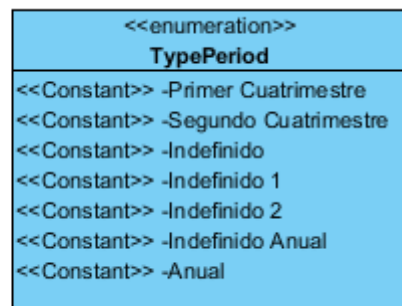 <<enumeration>>
TypePeriod
<<Constant>> -Primer Cuatrimestre
<<Constant>> -Segundo Cuatrimestre
<<Constant>> -Indefinido
<<Constant>> -Indefinido 1
<<Constant>> -Indefinido 2
<<Constant>> -Indefinido Anual
<<Constant>> -Anual